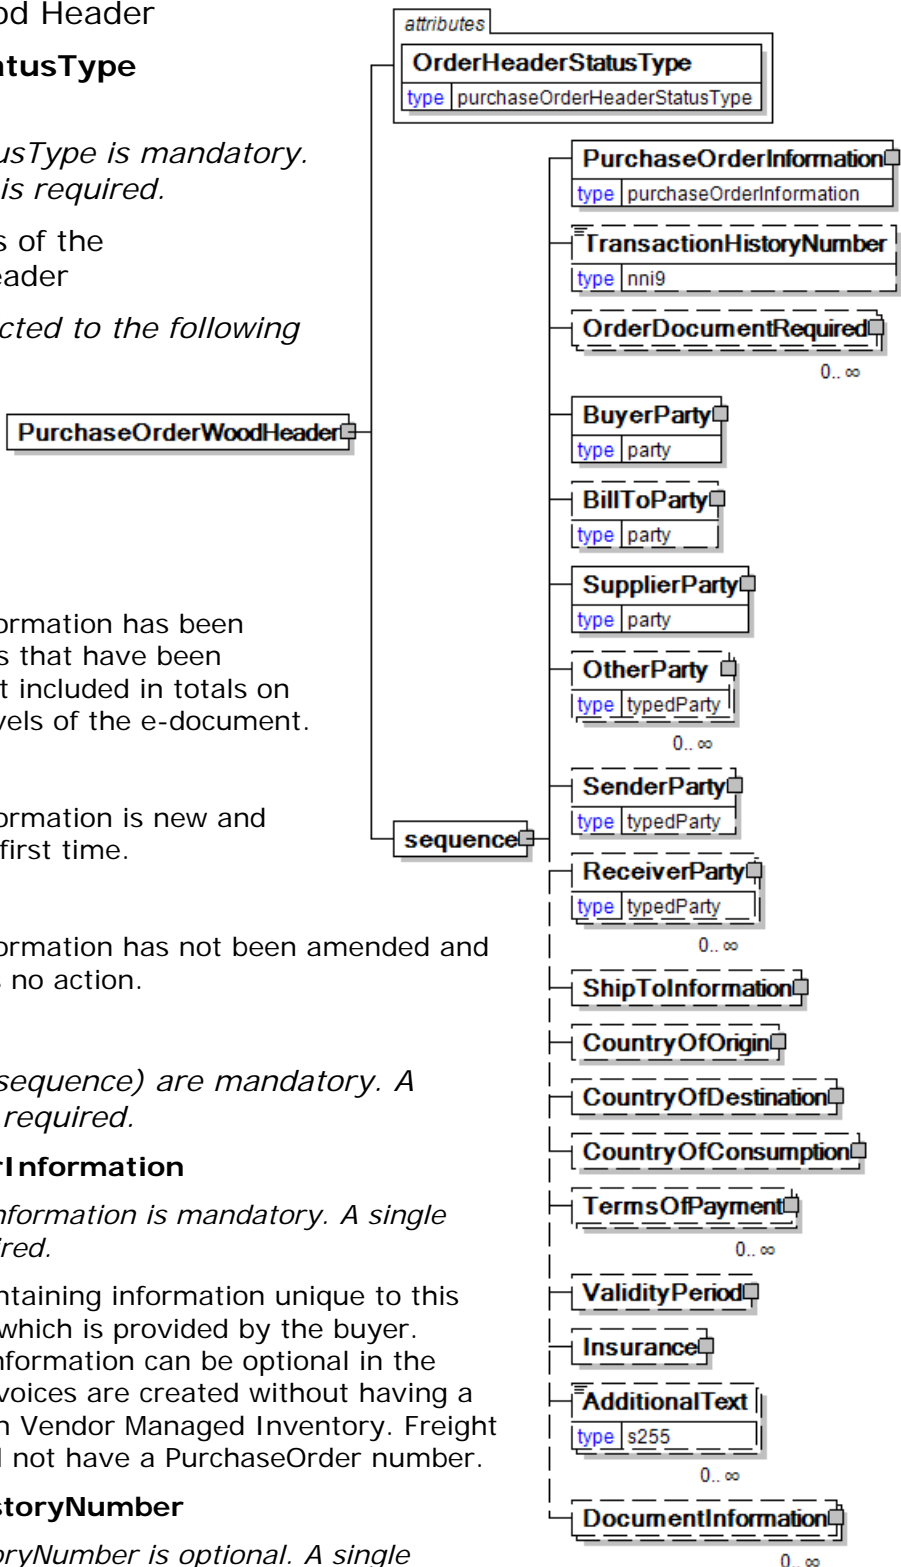 od Header
atusType
usType is mandatory.
is required.
s of the
eader
cted to the following
ormation has been
s that have been
t included in totals on
vels of the e-document.
ormation is new and
first time.
ormation has not been amended and
s no action.
sequence) are mandatory. A
required.
rInformation
nformation is mandatory. A single
ired.
ntaining information unique to this
which is provided by the buyer.
nformation can be optional in the
voices are created without having a
n Vendor Managed Inventory. Freight
d not have a PurchaseOrder number.
storyNumber
oryNumber is optional. A single
attributes
OrderHeaderStatusType
type purchaseOrderHeaderStatusType
PurchaseOrderWoodHeader
sequence
PurchaseOrderInformation
type purchaseOrderInformation
TransactionHistoryNumber
type nni9
OrderDocumentRequired
0.. ∞
BuyerParty
type party
BillToParty
type party
SupplierParty
type party
OtherParty
type typedParty
0.. ∞
SenderParty
type typedParty
ReceiverParty
type typedParty
0.. ∞
ShipToInformation
CountryOfOrigin
CountryOfDestination
CountryOfConsumption
TermsOfPayment
0.. ∞
ValidityPeriod
Insurance
AdditionalText
type s255
0.. ∞
DocumentInformation
0.. ∞